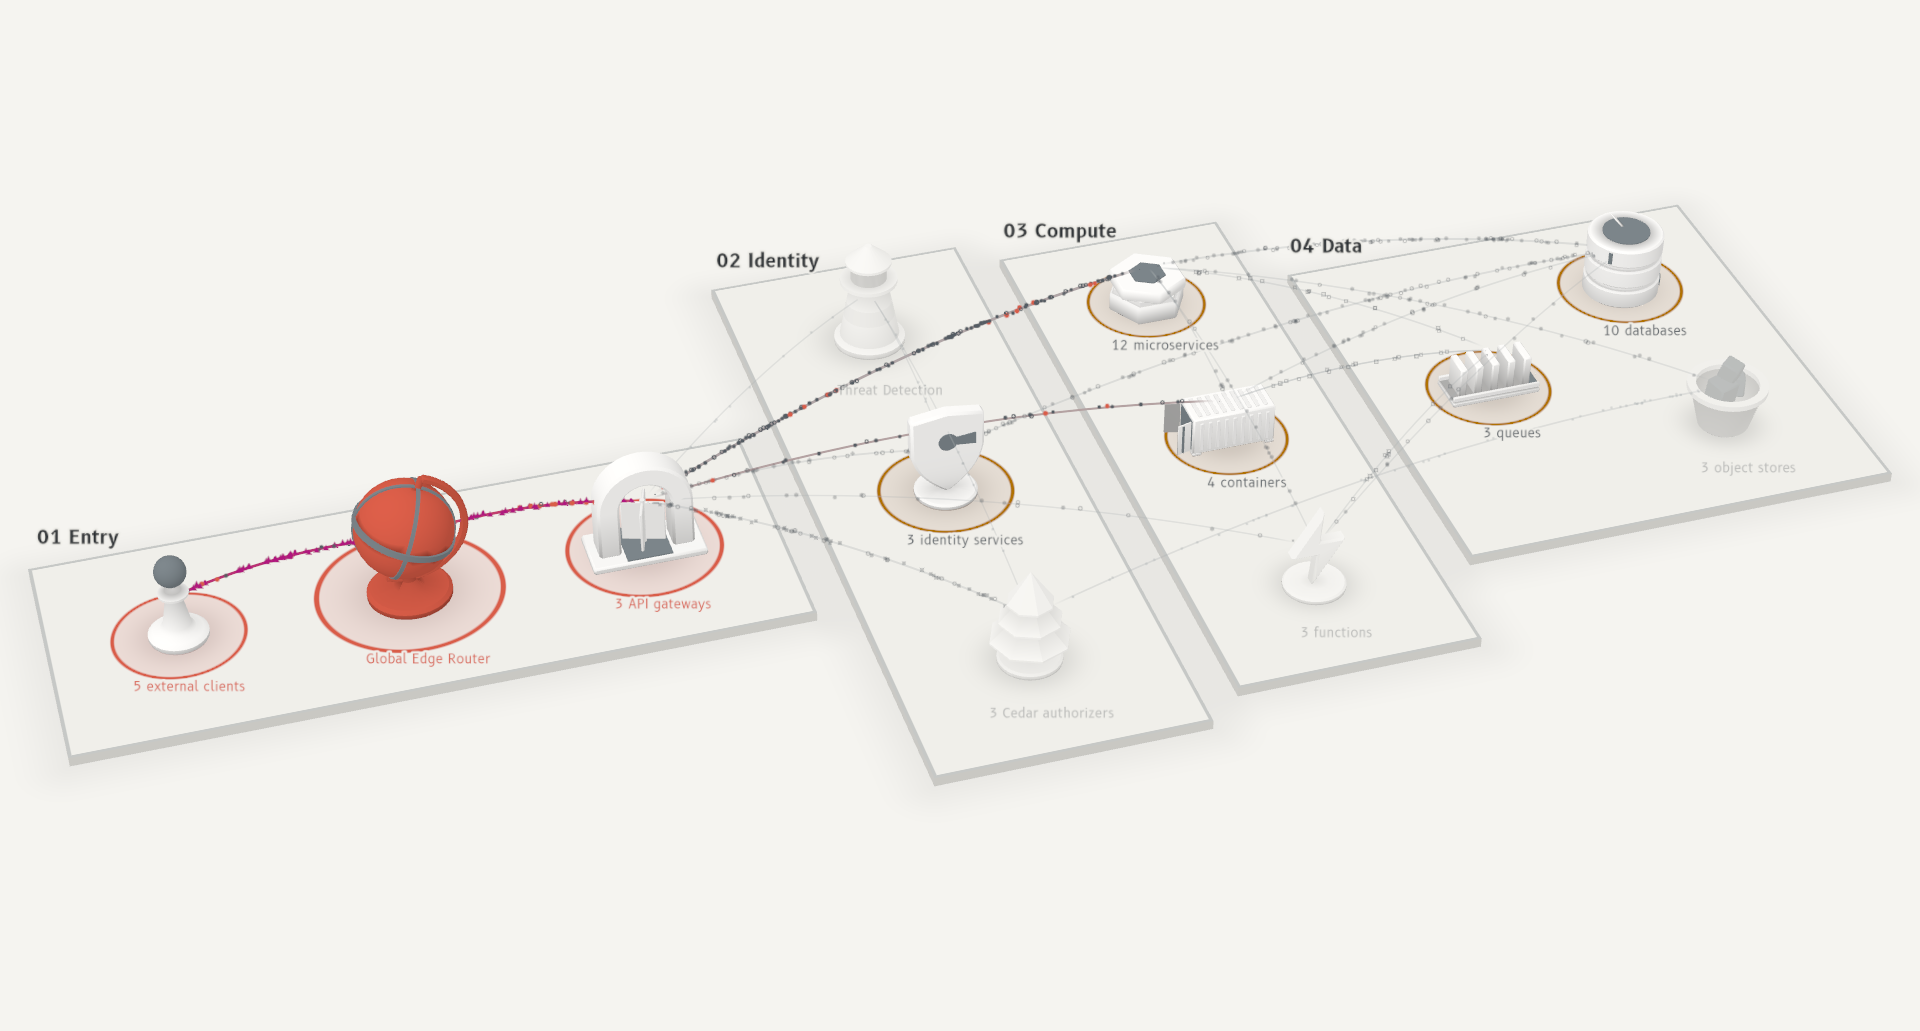 01 Entry
5 external clients
Global Edge Router
3 API gateways
02 Identity
Threat Detection
3 identity services
3 Cedar authorizers
03 Compute
12 microservices
4 containers
3 functions
04 Data
10 databases
3 queues
3 object stores